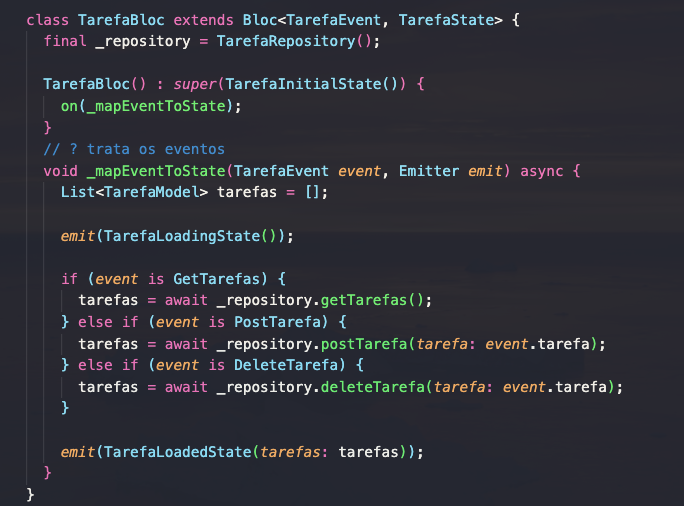 class TarefaBloc extends Bloc<TarefaEvent, TarefaState> {
final _repository = TarefaRepository();
TarefaBloc() : super(TarefaInitialState()) {
on(_mapEventToState);
}
// ? trata os eventos
void _mapEventToState(TarefaEvent event, Emitter emit) async {
List<TarefaModel> tarefas = [];
emit(TarefaLoadingState());
if (event is GetTarefas) {
tarefas = await _repository.getTarefas();
} else if (event is PostTarefa) {
tarefas = await _repository.postTarefa(tarefa: event.tarefa);
} else if (event is DeleteTarefa) {
tarefas = await _repository.deleteTarefa(tarefa: event.tarefa);
}
emit(TarefaLoadedState(tarefas: tarefas));
}
}